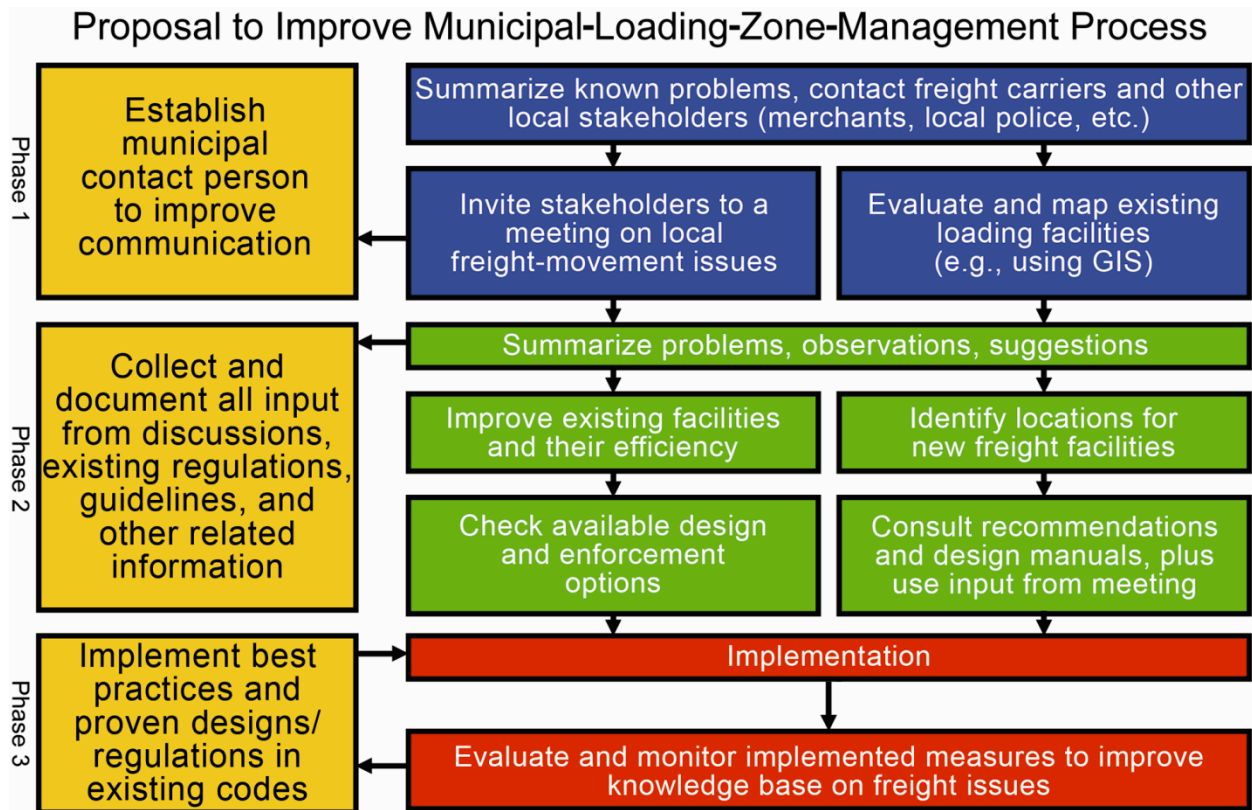 Proposal to Improve Municipal-Loading-Zone-Management Process
Phase 1
Establish
municipal
contact person
to improve
communication
Summarize known problems, contact freight carriers and other
local stakeholders (merchants, local police, etc.)
Invite stakeholders to a
meeting on local
freight-movement issues
Evaluate and map existing
loading facilities
(e.g., using GIS)
Phase 2
Collect and
document all input
from discussions,
existing regulations,
guidelines, and
other related
information
Summarize problems, observations, suggestions
Improve existing facilities
and their efficiency
Identify locations for
new freight facilities
Check available design
and enforcement
options
Consult recommendations
and design manuals, plus
use input from meeting
Phase 3
Implement best
practices and
proven designs/
regulations in
existing codes
Implementation
Evaluate and monitor implemented measures to improve
knowledge base on freight issues